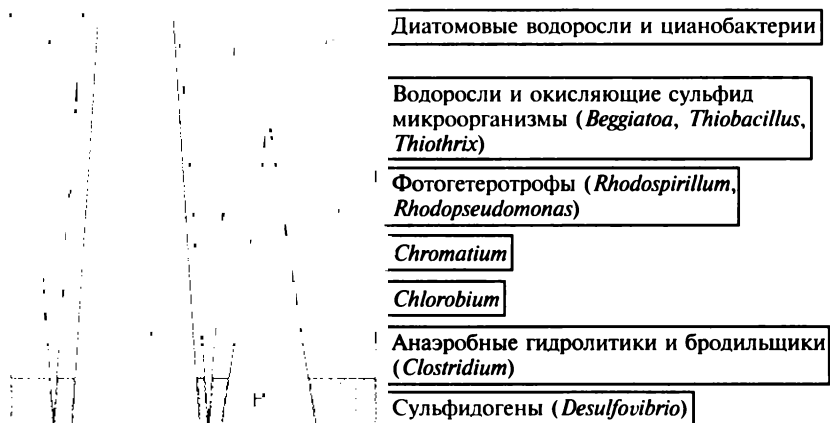 Диатомовые водоросли и цианобактерии
Водоросли и окисляющие сульфид
микроорганизмы (Beggiatoa, Thiobacillus,
Thiothrix)
Фотогетеротрофы (Rhodospirillum,
Rhodopseudomonas)
Chromatium
Chlorobium
Анаэробные гидролитики и бродильщики
(Clostridium)
Сульфидогены (Desulfovibrio)